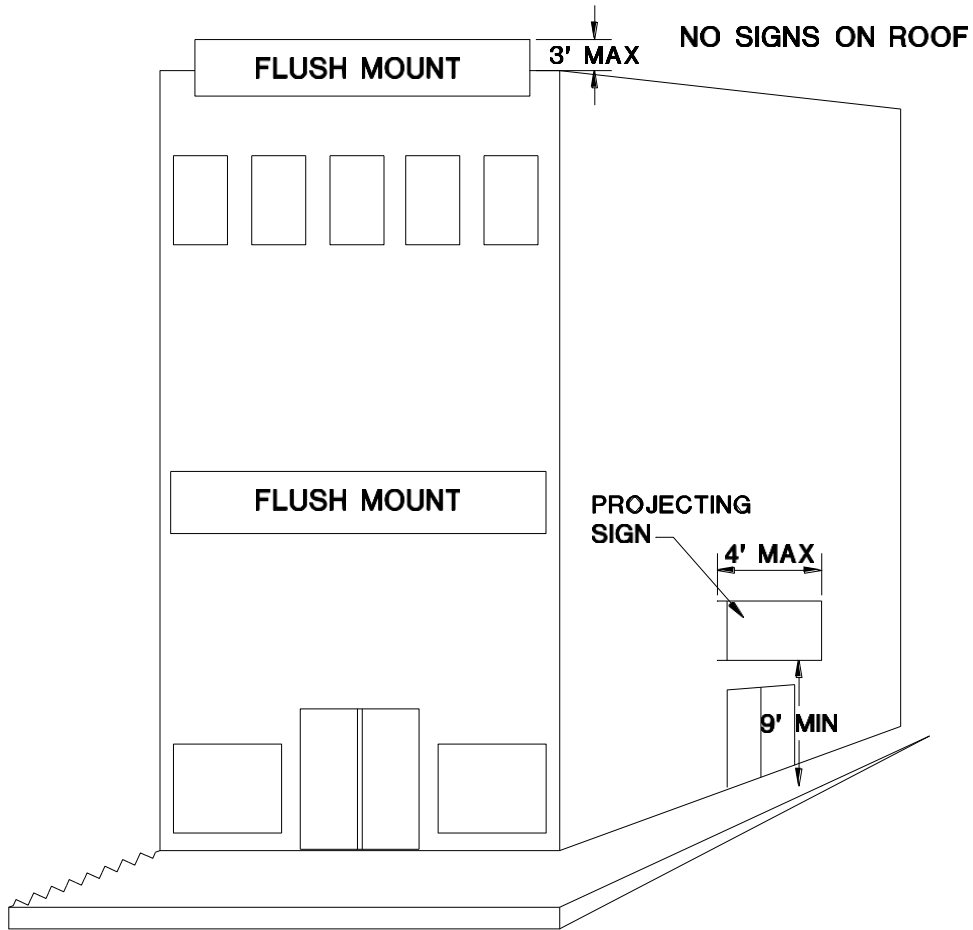 NO SIGNS ON ROOF
3' MAX
FLUSH MOUNT
FLUSH MOUNT
PROJECTING
SIGN
4' MAX
9' MIN